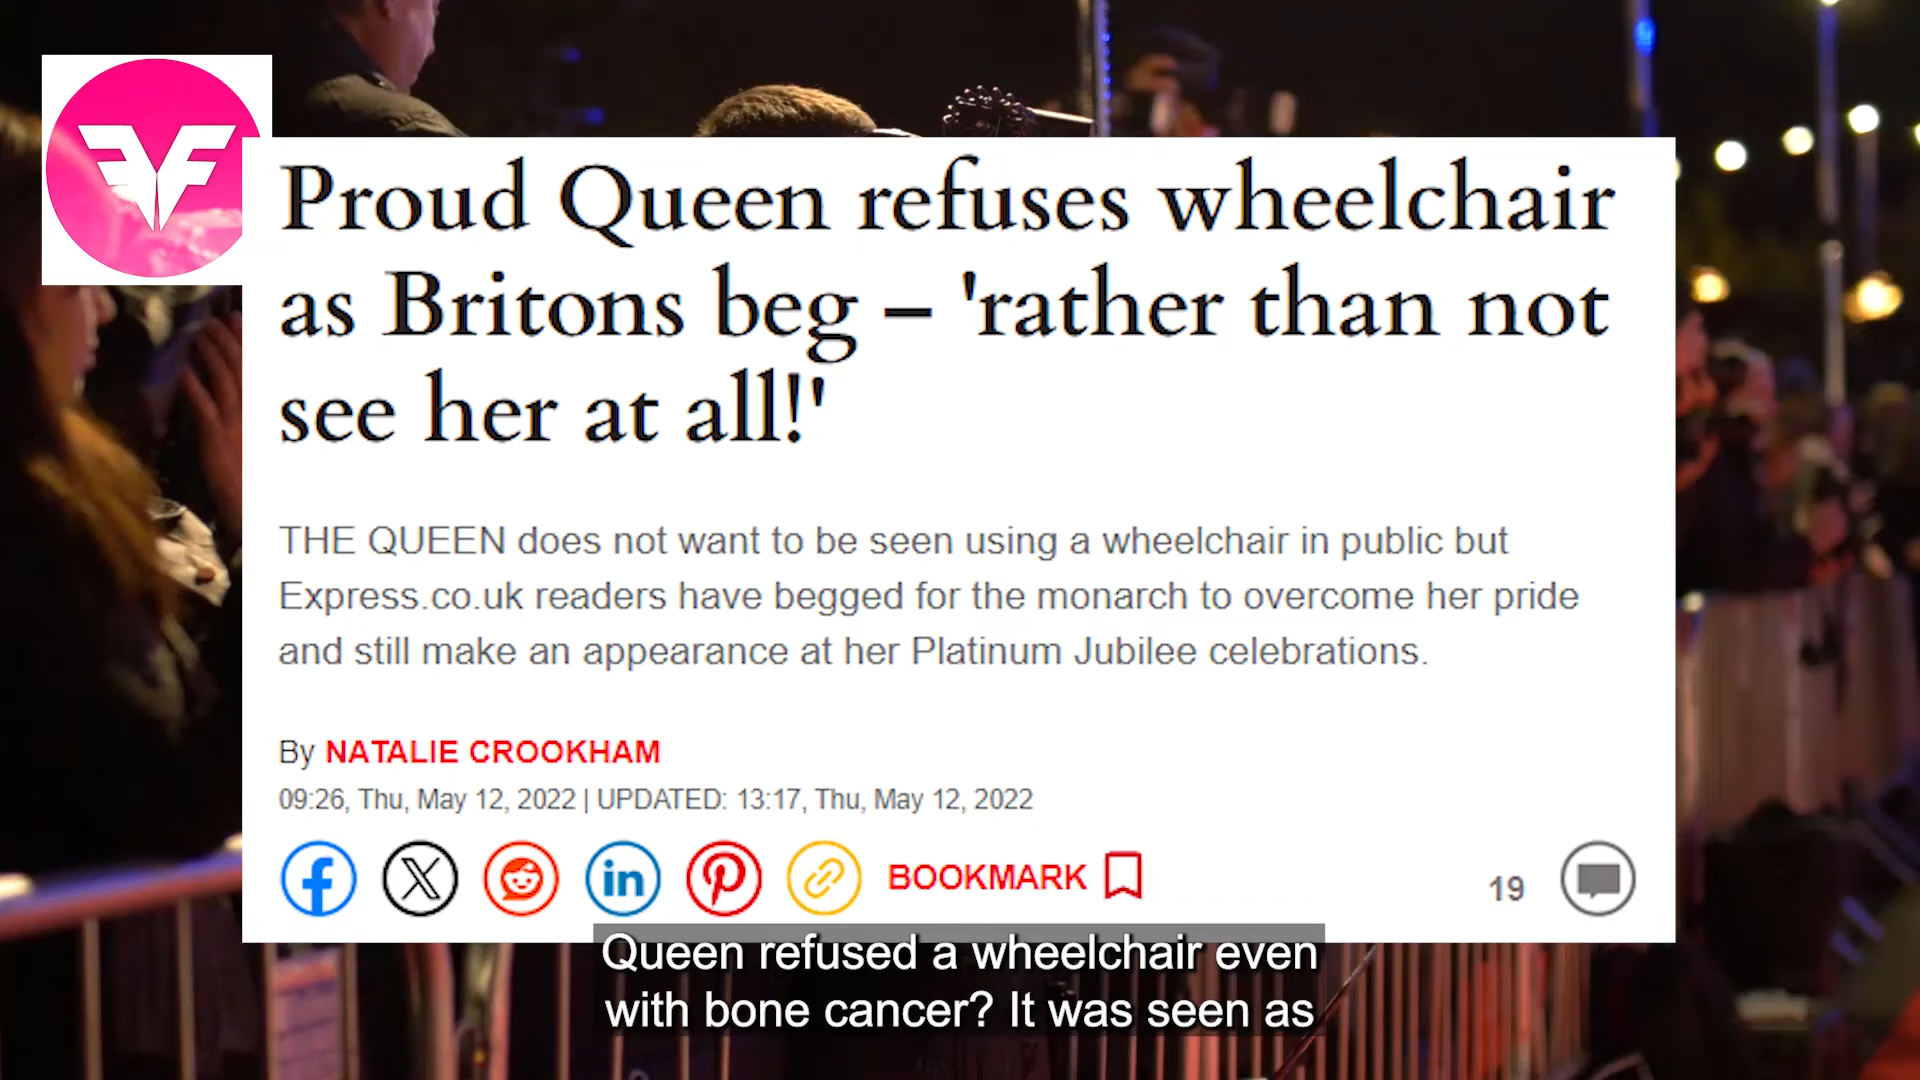 Proud Queen refuses wheelchair
as Britons beg – 'rather than not
see her at all!'
THE QUEEN does not want to be seen using a wheelchair in public but
Express.co.uk readers have begged for the monarch to overcome her pride
and still make an appearance at her Platinum Jubilee celebrations.
By NATALIE CROOKHAM
09:26, Thu, May 12, 2022 | UPDATED: 13:17, Thu, May 12, 2022
BOOKMARK
19
Queen refused a wheelchair even
with bone cancer? It was seen as